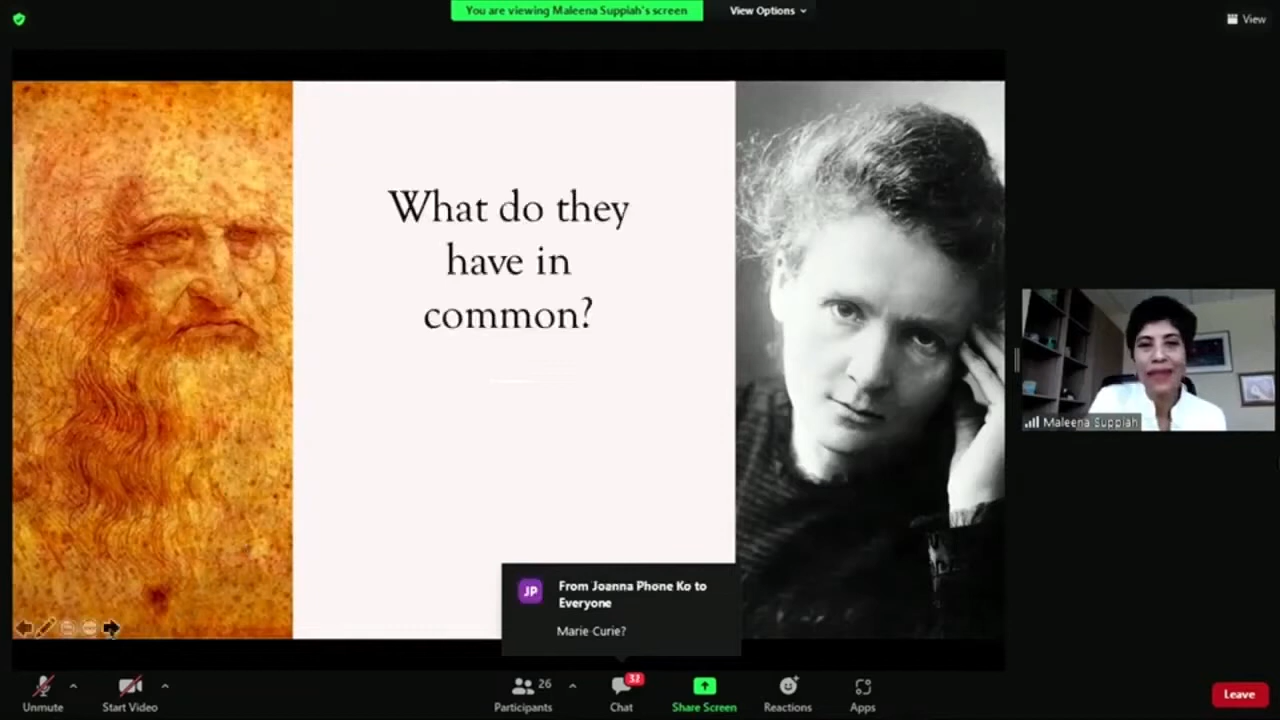 You are viewing Maleena Suppiah's screen
View Options
View
What do they
have in
common?
Maleena Suppiah
JP
From Joanna Phone Ko to
Everyone
Marie Curie?
Unmute
Start Video
26
Participants
32
Chat
Share Screen
Reactions
Apps
Leave